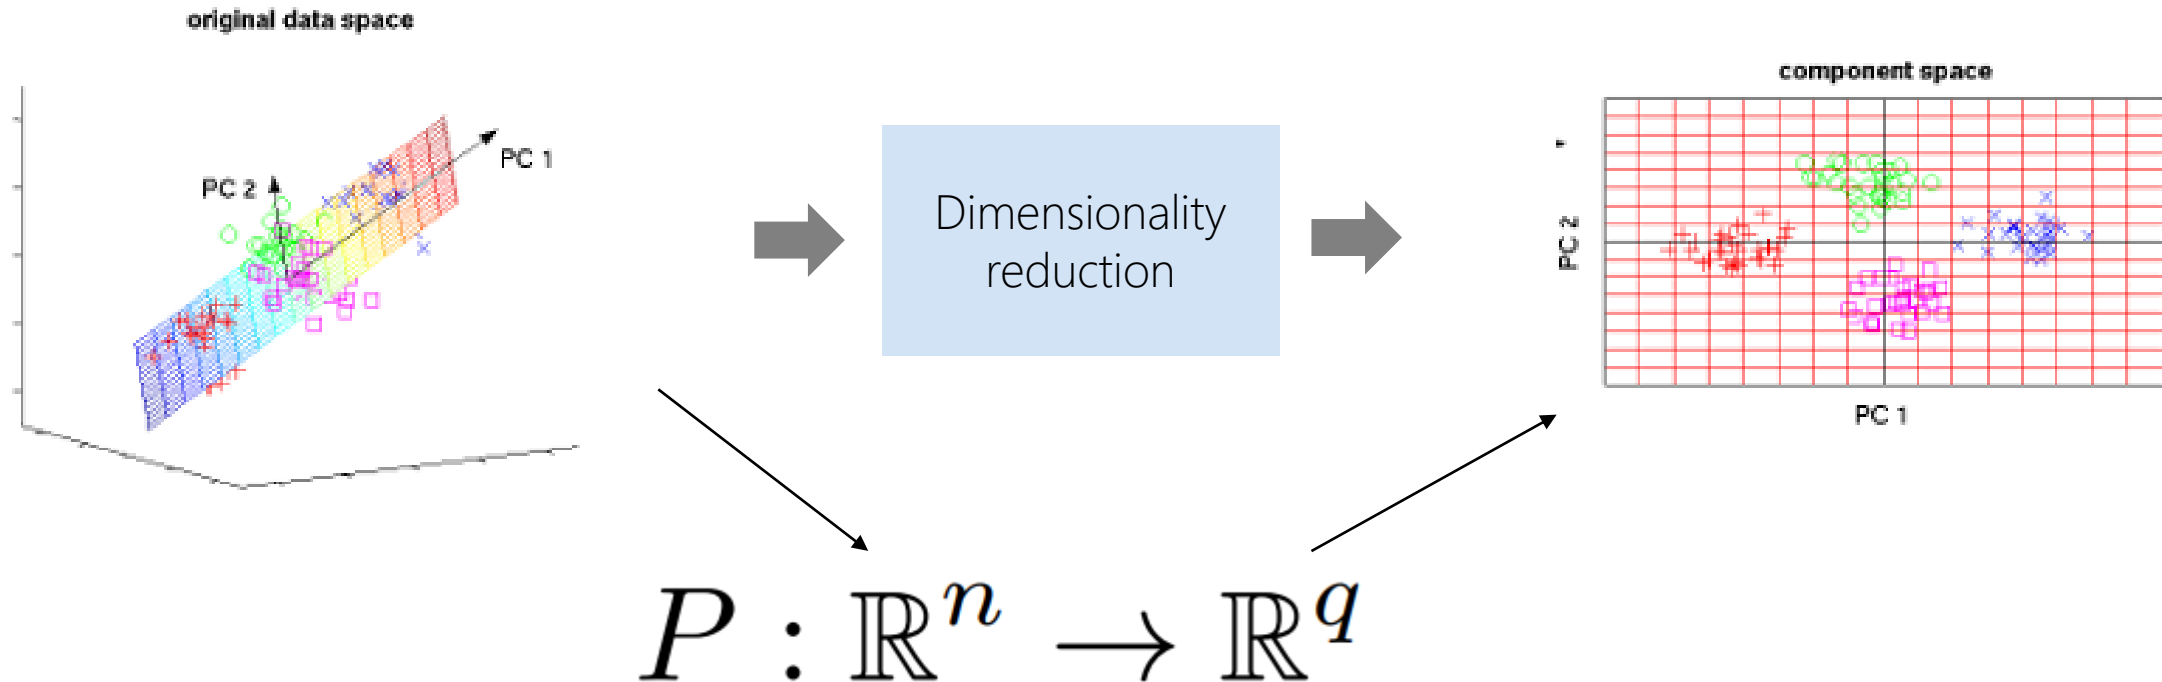 original data space
PC 1
PC 2
Dimensionality
reduction
component space
PC 2
PC 1
P : ℝⁿ → ℝ^q